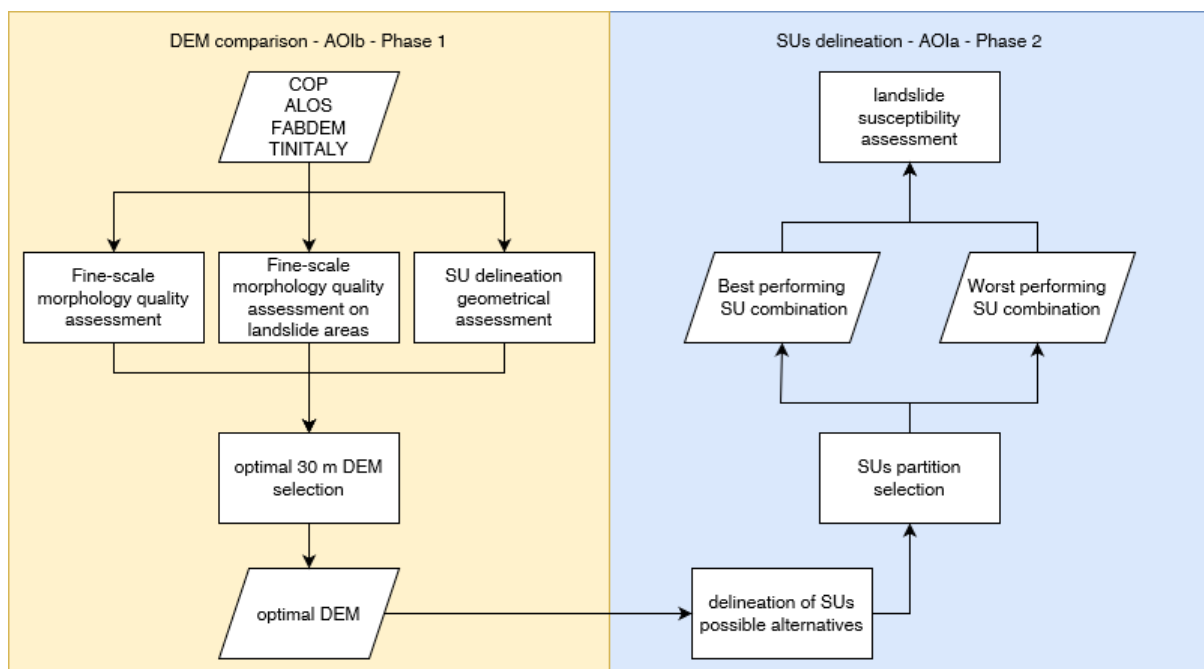 DEM comparison - AOIb - Phase 1
COP
ALOS
FABDEM
TINITALY
Fine-scale
morphology quality
assessment
Fine-scale
morphology quality
assessment on
landslide areas
SU delineation
geometrical
assessment
optimal 30 m DEM
selection
optimal DEM
SUs delineation - AOIa - Phase 2
landslide
susceptibility
assessment
Best performing
SU combination
Worst performing
SU combination
SUs partition
selection
delineation of SUs
possible alternatives